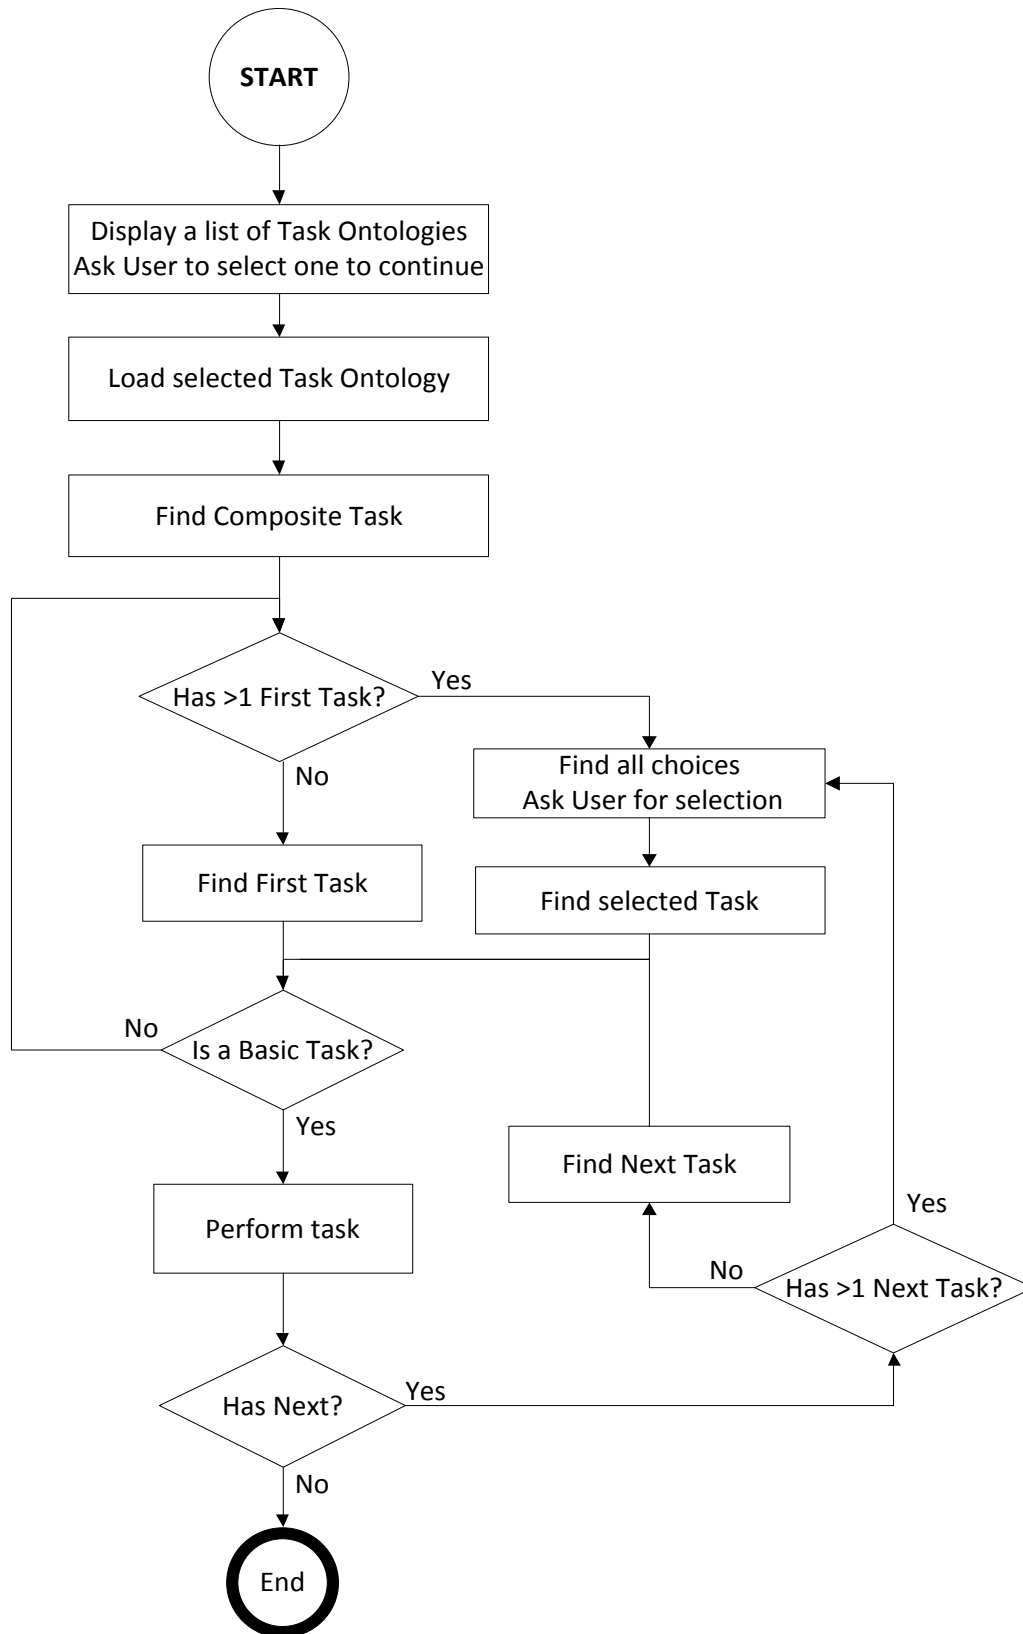 START
Display a list of Task Ontologies
Ask User to select one to continue
Load selected Task Ontology
Find Composite Task
Has >1 First Task?
Yes
No
Find all choices
Ask User for selection
Find First Task
Find selected Task
No
Is a Basic Task?
Yes
Find Next Task
Yes
Perform task
No
Has >1 Next Task?
Has Next?
Yes
No
End